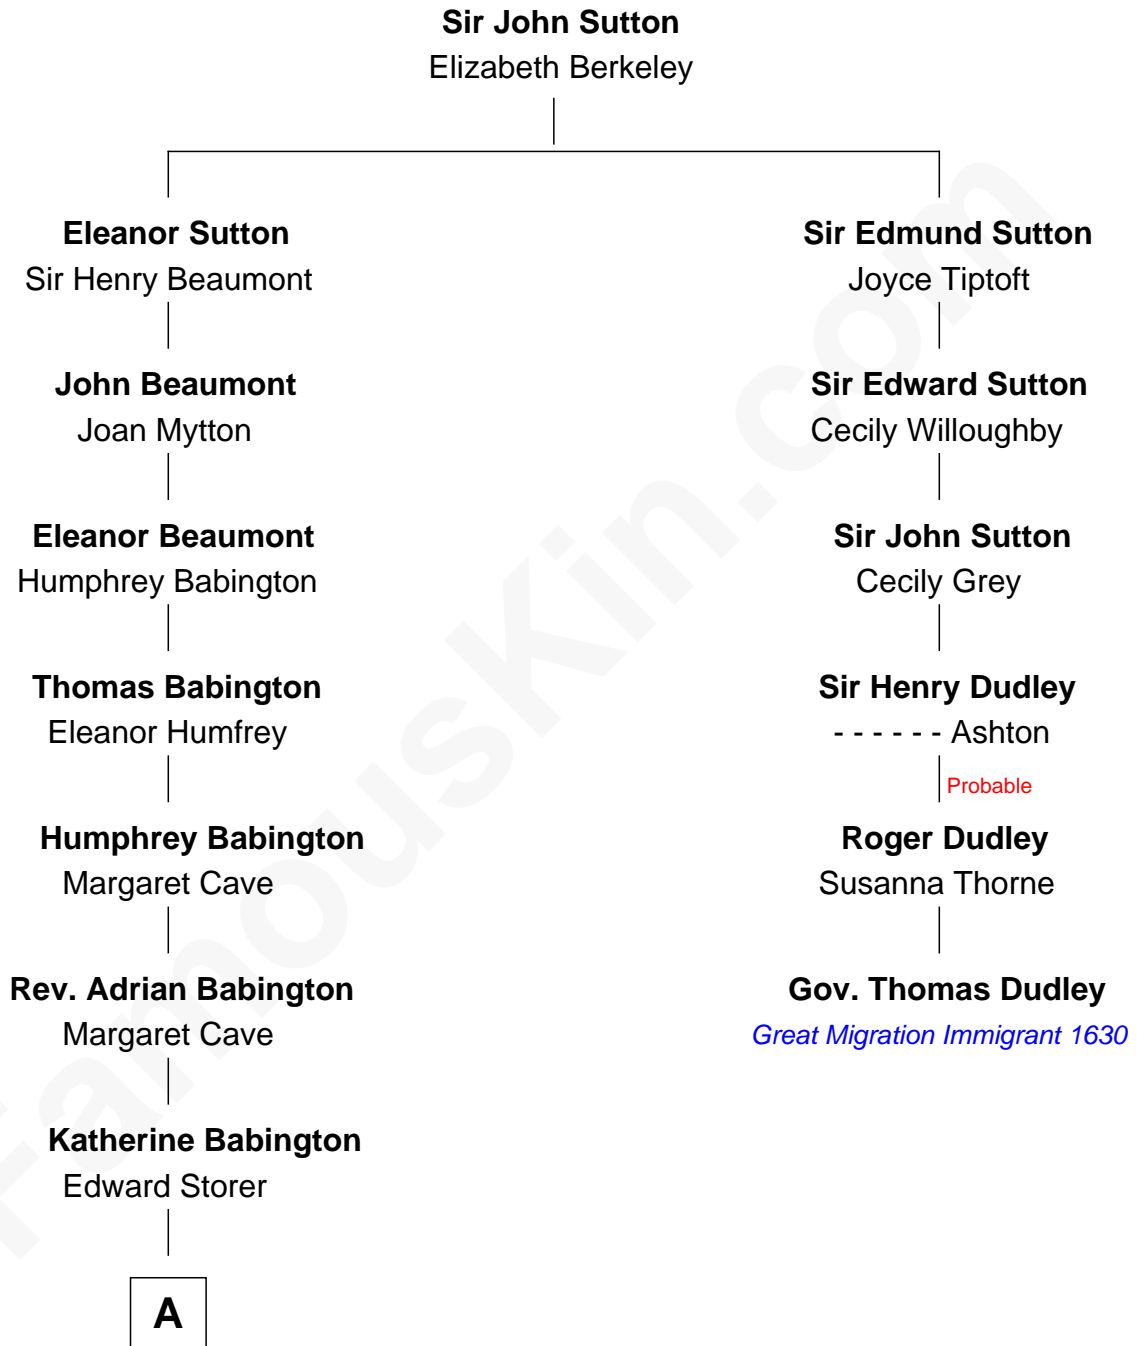 Sir John Sutton
Elizabeth Berkeley
Eleanor Sutton
Sir Henry Beaumont
John Beaumont
Joan Mytton
Eleanor Beaumont
Humphrey Babington
Thomas Babington
Eleanor Humfrey
Humphrey Babington
Margaret Cave
Rev. Adrian Babington
Margaret Cave
Katherine Babington
Edward Storer
A
Sir Edmund Sutton
Joyce Tiptoft
Sir Edward Sutton
Cecily Willoughby
Sir John Sutton
Cecily Grey
Sir Henry Dudley
- - - - - - Ashton
Probable
Roger Dudley
Susanna Thorne
Gov. Thomas Dudley
Great Migration Immigrant 1630
FamousKin.com